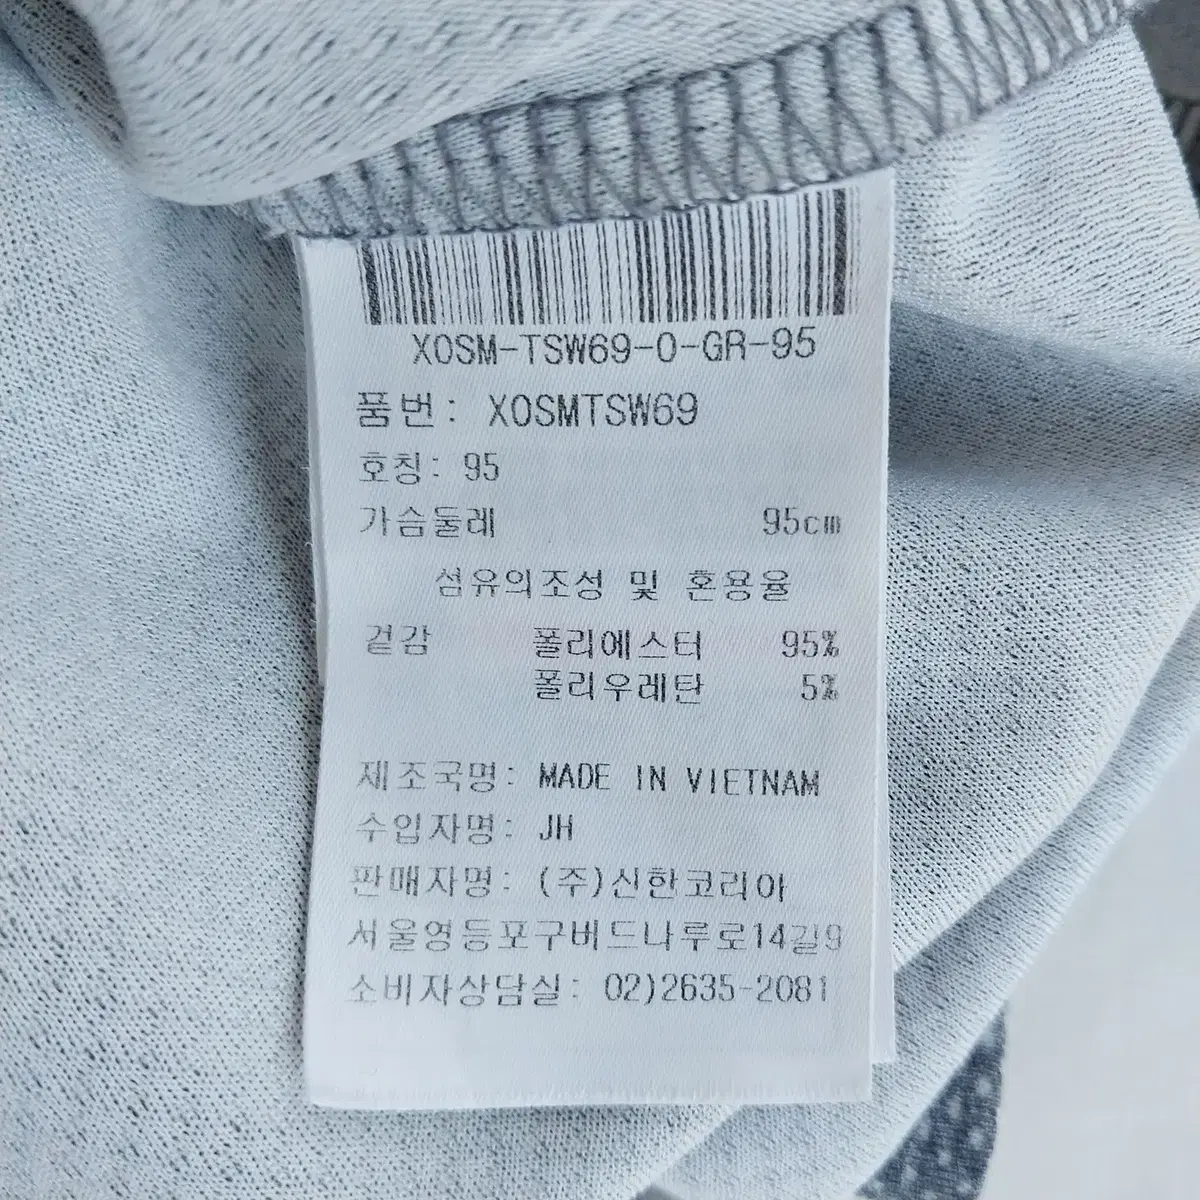 XOSM-TSW69-0-GR-95
품번: XOSMTSW69
호칭: 95
가슴둘레 95cm
섬유의조성 및 혼용율
겉감 폴리에스터 95%
폴리우레탄 5%
제조국명: MADE IN VIETNAM
수입자명: JH
판매자명: (주)신한코리아
서울영등포구버드나루로14길9
소비자상담실: 02)2635-2081